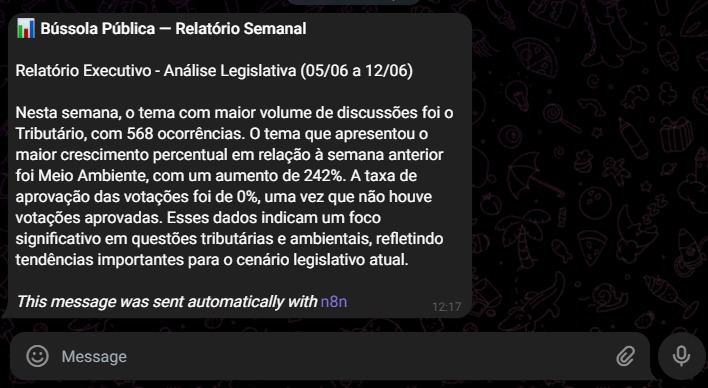 📊 Bússola Pública — Relatório Semanal
Relatório Executivo - Análise Legislativa (05/06 a 12/06)
Nesta semana, o tema com maior volume de discussões foi o
Tributário, com 568 ocorrências. O tema que apresentou o
maior crescimento percentual em relação à semana anterior
foi Meio Ambiente, com um aumento de 242%. A taxa de
aprovação das votações foi de 0%, uma vez que não houve
votações aprovadas. Esses dados indicam um foco
significativo em questões tributárias e ambientais, refletindo
tendências importantes para o cenário legislativo atual.
This message was sent automatically with n8n
12:17
Message